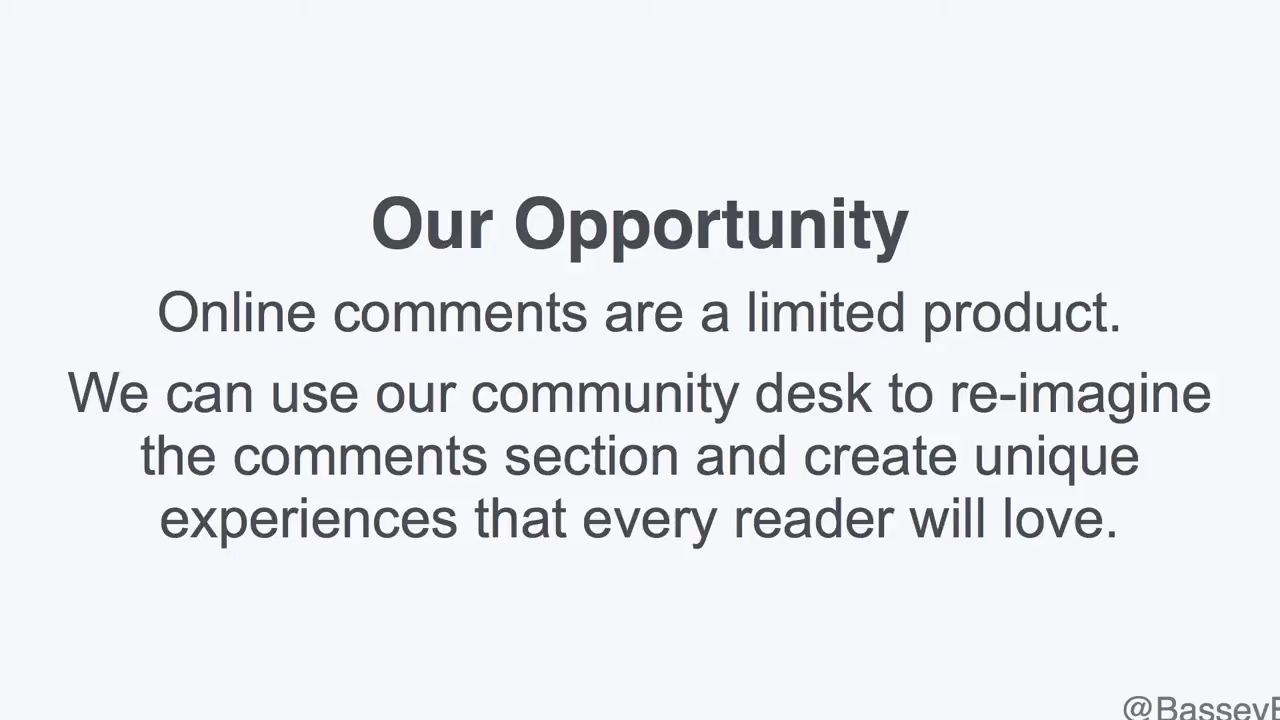 Our Opportunity
Online comments are a limited product.
We can use our community desk to re-imagine
the comments section and create unique
experiences that every reader will love.